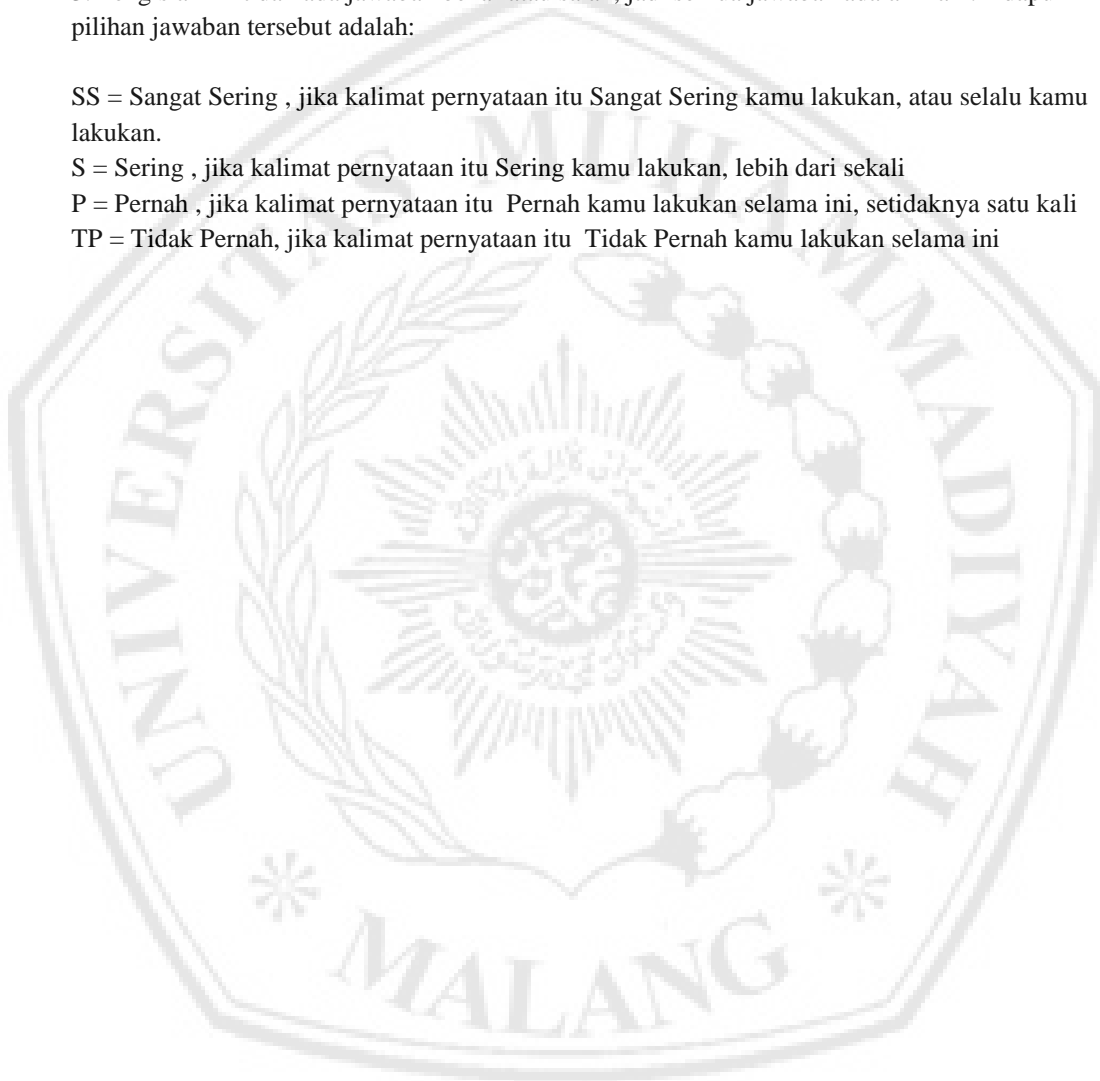 pilihan jawaban tersebut adalah:
SS = Sangat Sering , jika kalimat pernyataan itu Sangat Sering kamu lakukan, atau selalu kamu
lakukan.
S = Sering , jika kalimat pernyataan itu Sering kamu lakukan, lebih dari sekali
P = Pernah , jika kalimat pernyataan itu  Pernah kamu lakukan selama ini, setidaknya satu kali
TP = Tidak Pernah, jika kalimat pernyataan itu  Tidak Pernah kamu lakukan selama ini
UNIVERSITAS MUHAMMADIYAH
MALANG